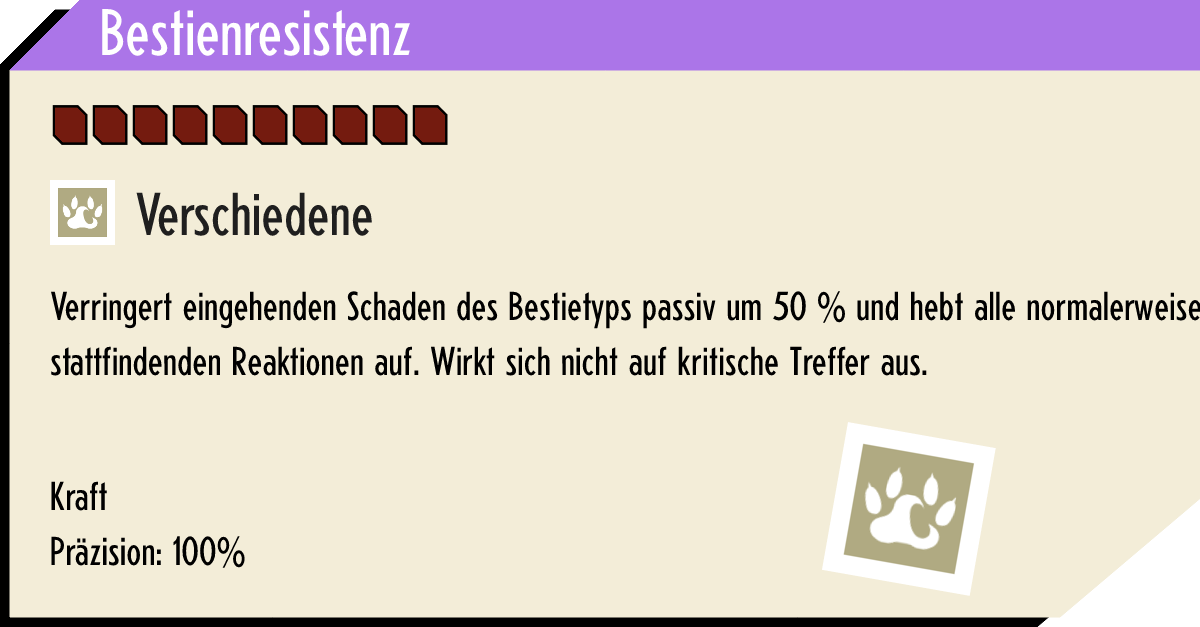 Bestienresistenz
Verschiedene
Verringert eingehenden Schaden des Bestietyps passiv um 50 % und hebt alle normalerweise
stattfindenden Reaktionen auf. Wirkt sich nicht auf kritische Treffer aus.
Kraft
Präzision: 100%